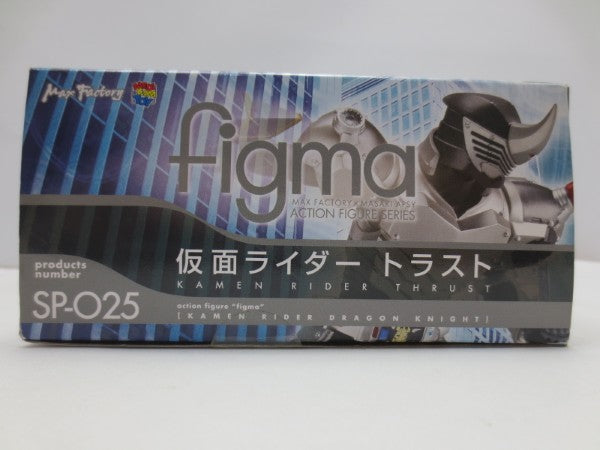 Max Factory
figma
MAX FACTORY × MASAKI APSY
ACTION FIGURE SERIES
products
number
SP-025
仮面ライダー トラスト
KAMEN RIDER THRUST
action figure "figma"
[KAMEN RIDER DRAGON KNIGHT]